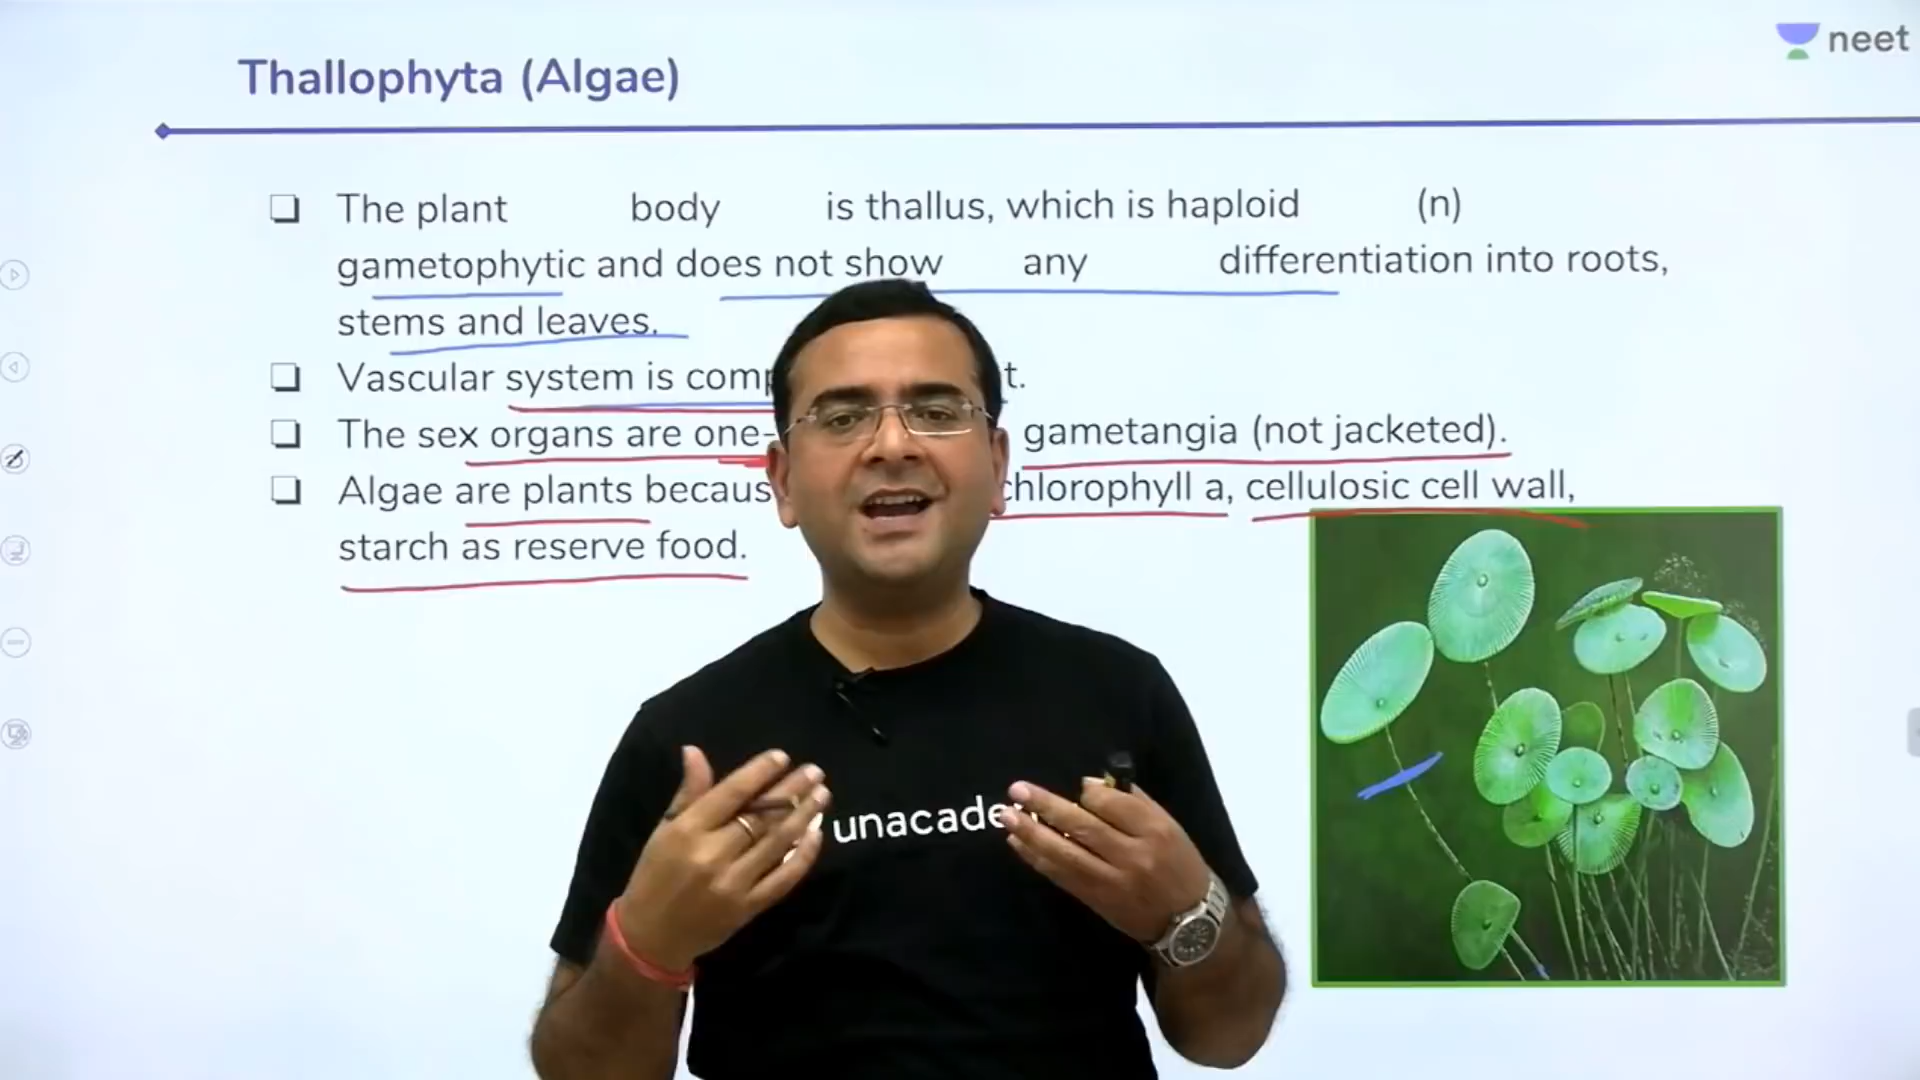 neet
Thallophyta (Algae)
The plant body is thallus, which is haploid (n)
gametophytic and does not show any differentiation into roots,
stems and leaves.
Vascular system is comp t.
The sex organs are one- gametangia (not jacketed).
Algae are plants becaus chlorophyll a, cellulosic cell wall,
starch as reserve food.
unacade